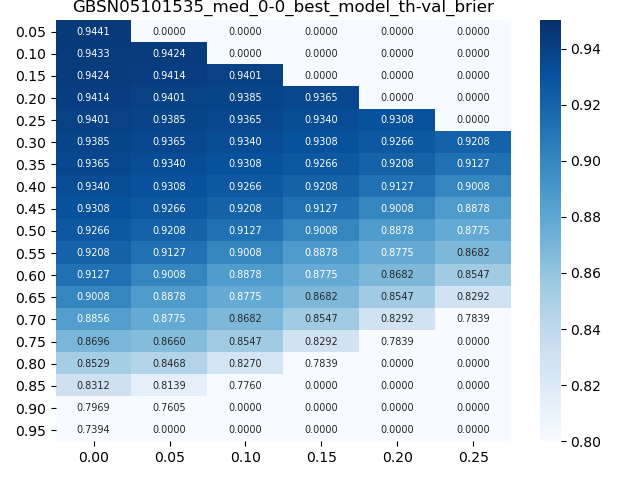 GBSN05101535_med_0-0_best_model_th-val_brier
0.05 0.9441 0.0000 0.0000 0.0000 0.0000 0.0000
0.10 0.9433 0.9424 0.0000 0.0000 0.0000 0.0000
0.15 0.9424 0.9414 0.9401 0.0000 0.0000 0.0000
0.20 0.9414 0.9401 0.9385 0.9365 0.0000 0.0000
0.25 0.9401 0.9385 0.9365 0.9340 0.9308 0.0000
0.30 0.9385 0.9365 0.9340 0.9308 0.9266 0.9208
0.35 0.9365 0.9340 0.9308 0.9266 0.9208 0.9127
0.40 0.9340 0.9308 0.9266 0.9208 0.9127 0.9008
0.45 0.9308 0.9266 0.9208 0.9127 0.9008 0.8878
0.50 0.9266 0.9208 0.9127 0.9008 0.8878 0.8775
0.55 0.9208 0.9127 0.9008 0.8878 0.8775 0.8682
0.60 0.9127 0.9008 0.8878 0.8775 0.8682 0.8547
0.65 0.9008 0.8878 0.8775 0.8682 0.8547 0.8292
0.70 0.8856 0.8775 0.8682 0.8547 0.8292 0.7839
0.75 0.8696 0.8660 0.8547 0.8292 0.7839 0.0000
0.80 0.8529 0.8468 0.8270 0.7839 0.0000 0.0000
0.85 0.8312 0.8139 0.7760 0.0000 0.0000 0.0000
0.90 0.7969 0.7605 0.0000 0.0000 0.0000 0.0000
0.95 0.7394 0.0000 0.0000 0.0000 0.0000 0.0000
0.00 0.05 0.10 0.15 0.20 0.25
0.94
0.92
0.90
0.88
0.86
0.84
0.82
0.80